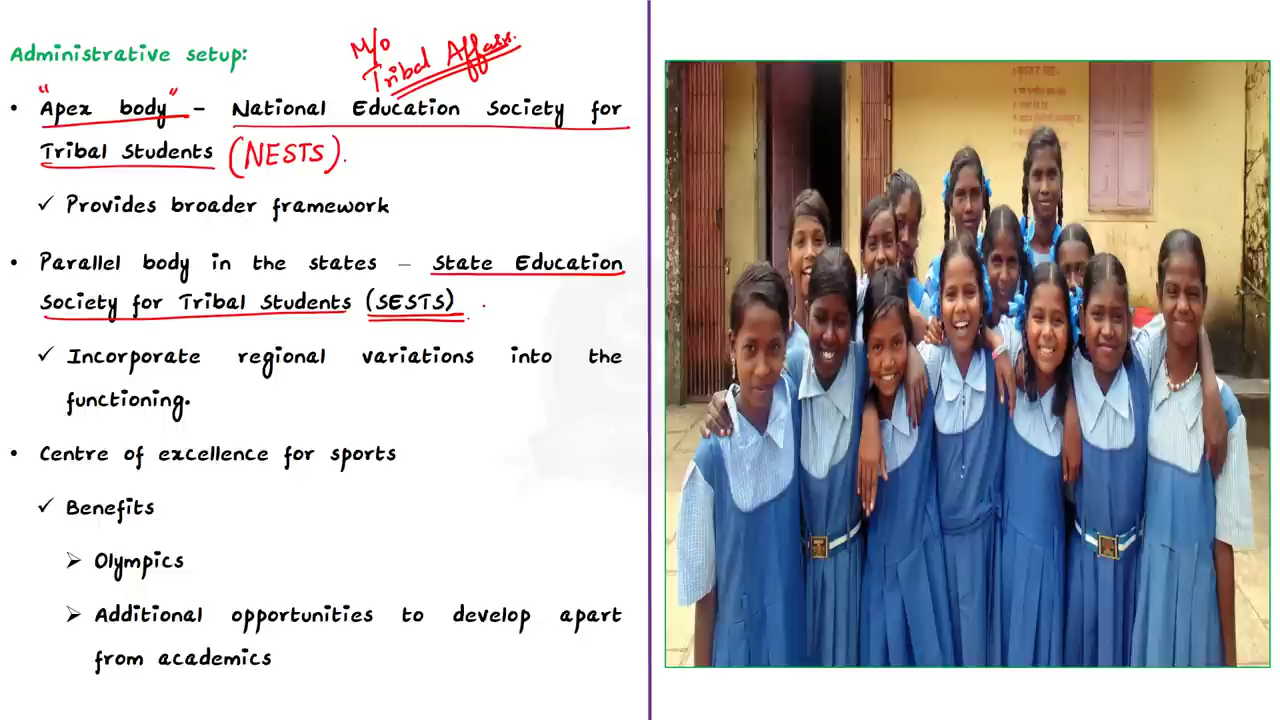 Administrative setup:
M/o
Tribal Affairs.
• "Apex body" – National Education Society for
Tribal Students (NESTS).
✓ Provides broader framework
• Parallel body in the states – State Education
Society for Tribal Students (SESTS).
✓ Incorporate regional variations into the
functioning.
• Centre of excellence for sports
✓ Benefits
➢ Olympics
➢ Additional opportunities to develop apart
from academics